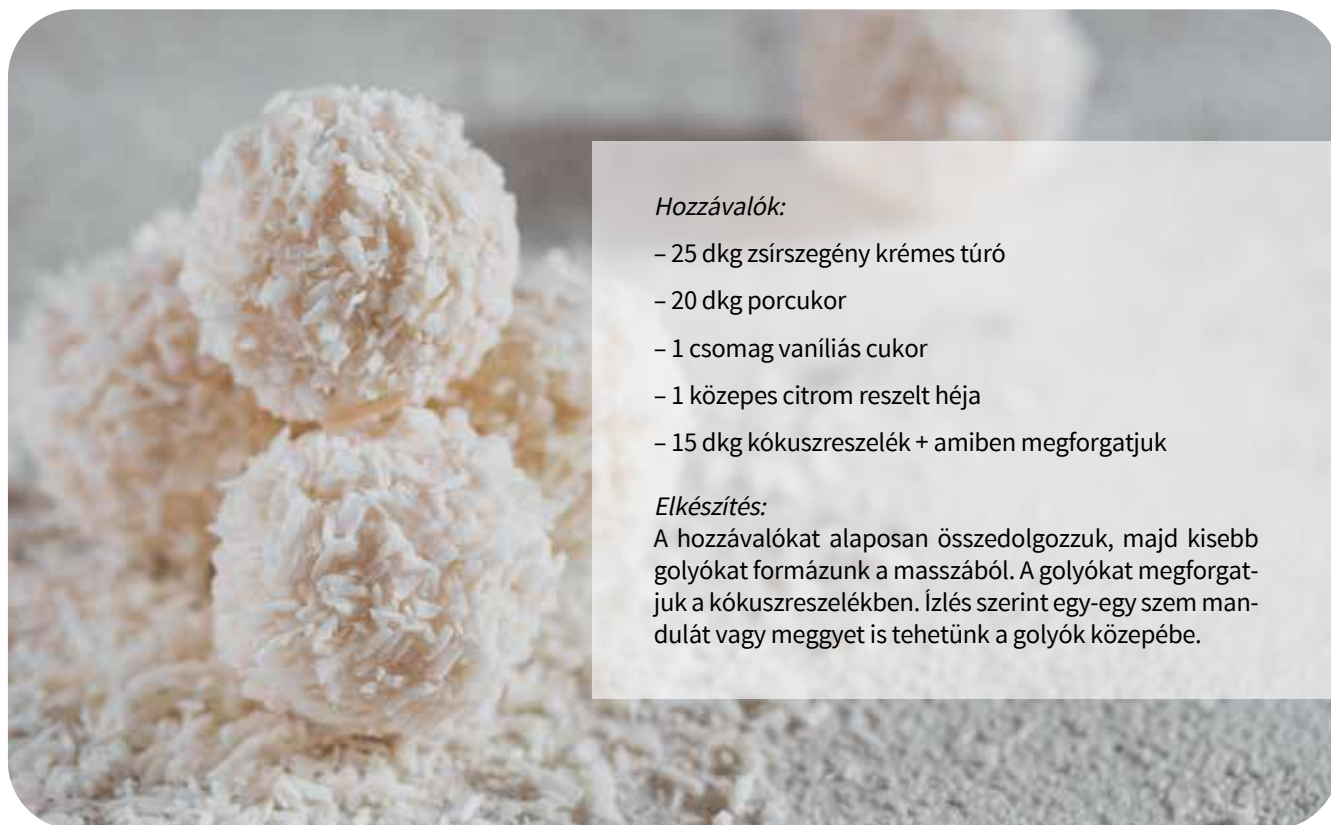 Hozzávalók:
– 25 dkg zsírszegény krémes túró
– 20 dkg porcukor
– 1 csomag vaníliás cukor
– 1 közepes citrom reszelt héja
– 15 dkg kókuszreszelék + amiben megforgatjuk
Elkészítés:
A hozzávalókat alaposan összedolgozzuk, majd kisebb
golyókat formázunk a masszából. A golyókat megforgat-
juk a kókuszreszelékben. Ízlés szerint egy-egy szem man-
dulát vagy meggyet is tehetünk a golyók közepébe.